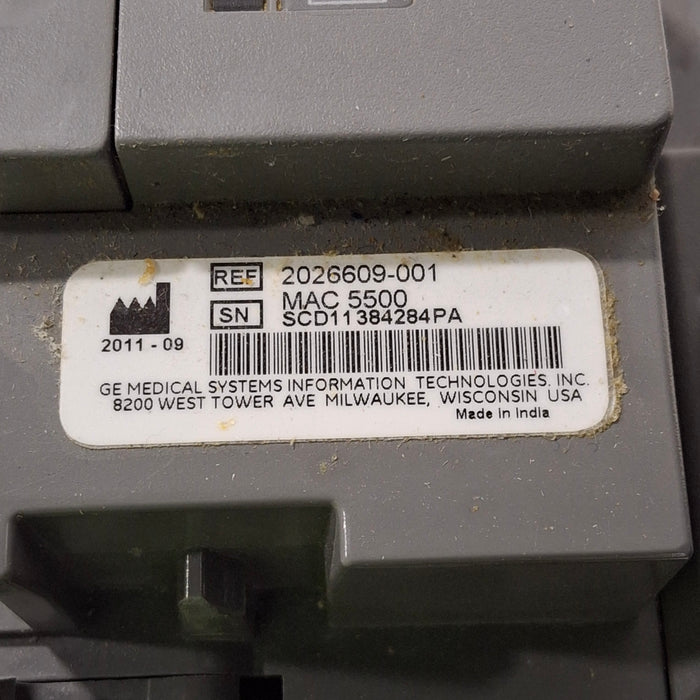 REF 2026609-001
MAC 5500
SN SCD11384284PA
2011 - 09
GE MEDICAL SYSTEMS INFORMATION TECHNOLOGIES. INC.
8200 WEST TOWER AVE MILWAUKEE, WISCONSIN USA
Made in India